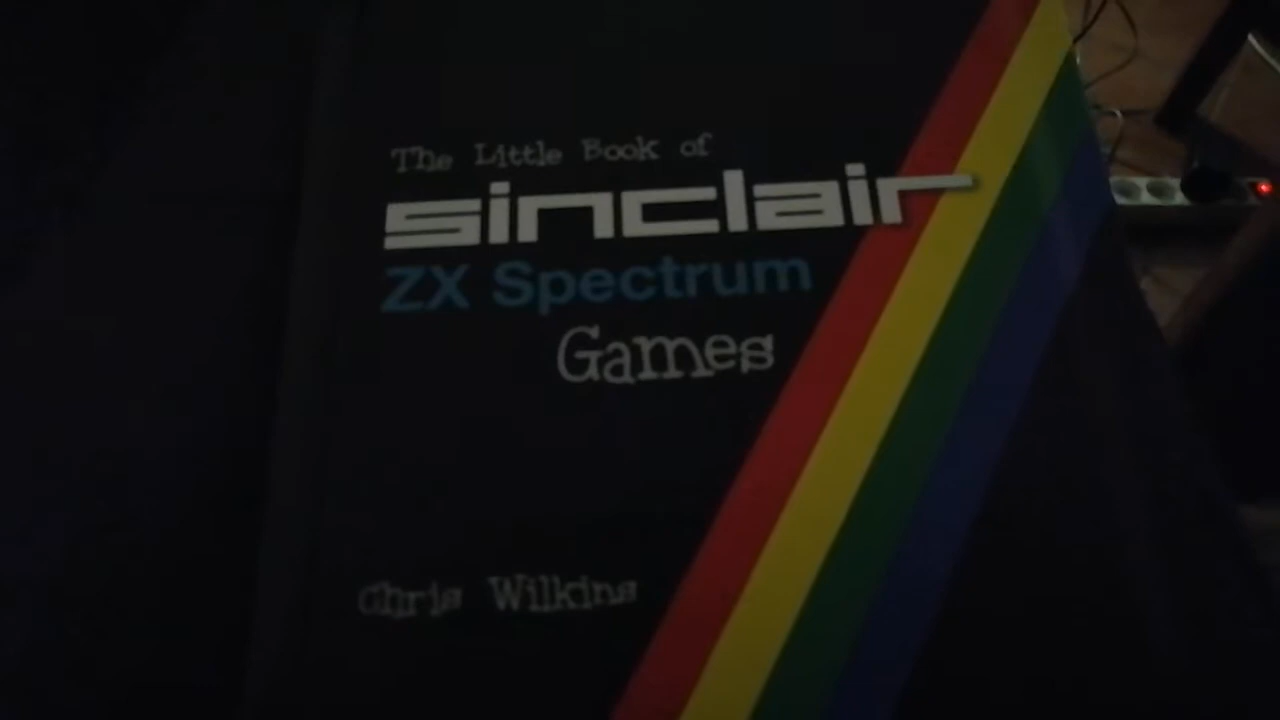 The Little Book of
sinclair
ZX Spectrum
Games
Chris Wilkins